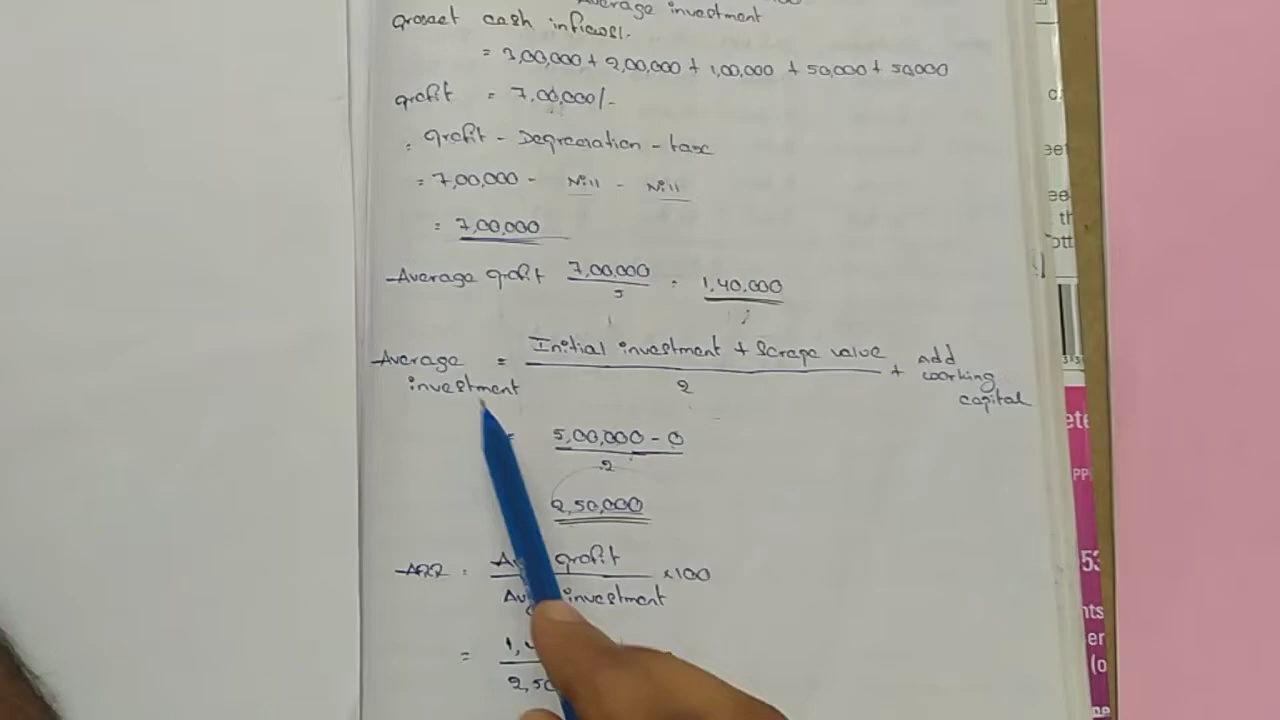 Average investment
groseet cash inflows.
= 3,00,000 + 2,00,000 + 1,00,000 + 50,000 + 50,000
profit = 7,00,000/-
= profit - Depreciation - tax
= 7,00,000 - Nill - Nill
= 7,00,000
Average profit 7,00,000 / 5 = 1,40,000
Average investment = Initial investment + Scrape value / 2 + add working capital
= 5,00,000 - 0 / 2
2,50,000
ARR = profit / investment × 100
=